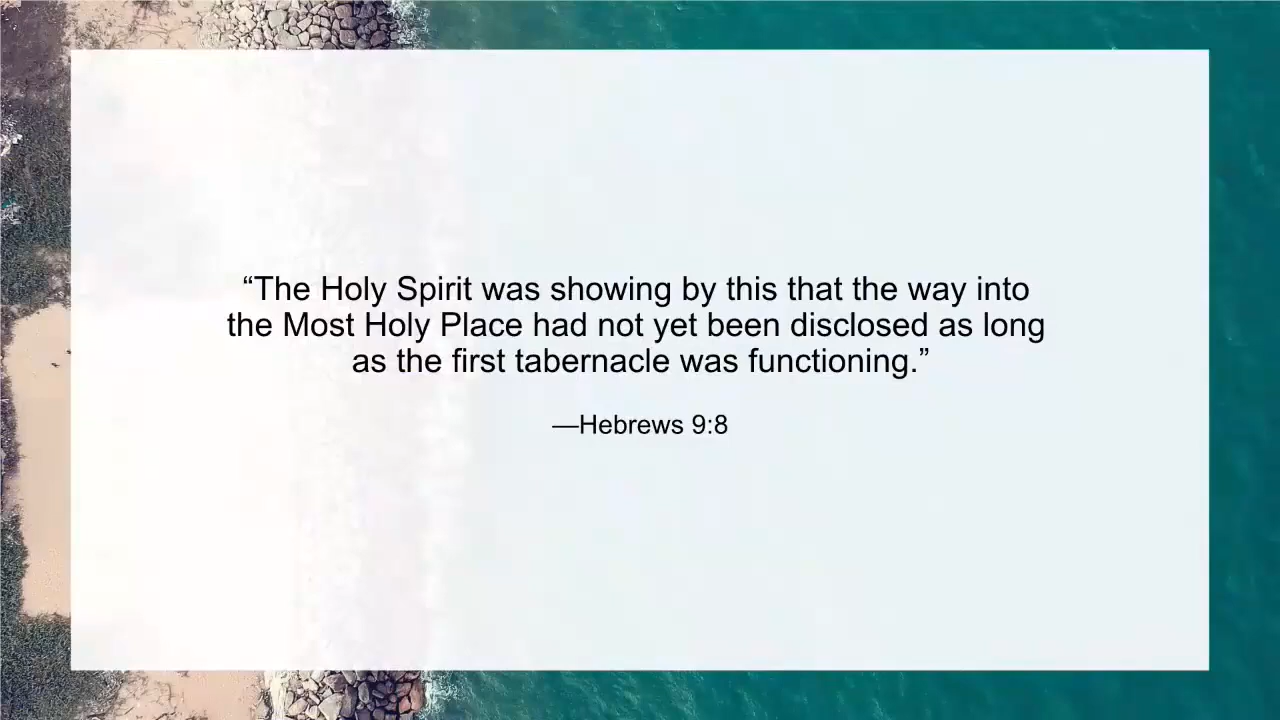 “The Holy Spirit was showing by this that the way into
the Most Holy Place had not yet been disclosed as long
as the first tabernacle was functioning.”
—Hebrews 9:8